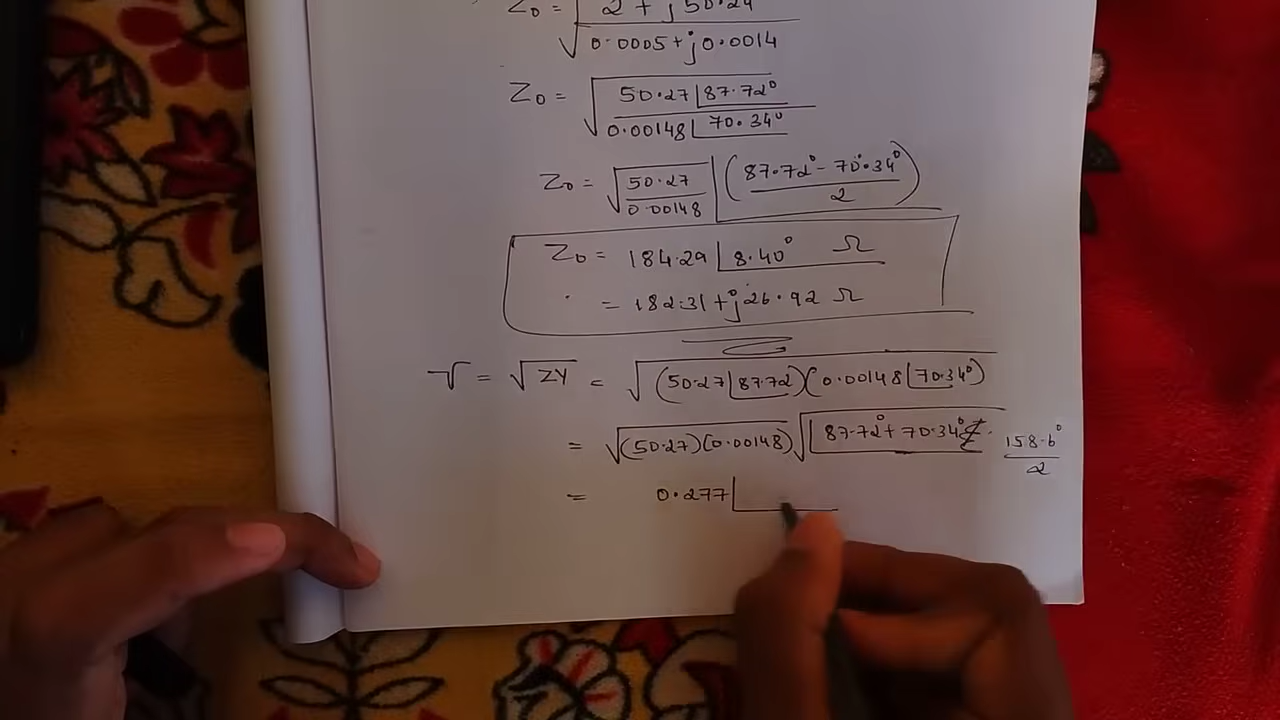 Z₀ = √(2 + j50.24 / 0.0005 + j0.0014)
Z₀ = √(50.27∠87.72° / 0.00148∠70.34°)
Z₀ = √(50.27 / 0.00148) ∠((87.72° - 70.34°) / 2)
Z₀ = 184.29∠8.40° Ω
= 182.31 + j26.92 Ω
γ = √ZY = √((50.27∠87.72)(0.00148∠70.34°))
= √((50.27)(0.00148)) √∠87.72° + 70.34° 158.6° / 2
= 0.277∠